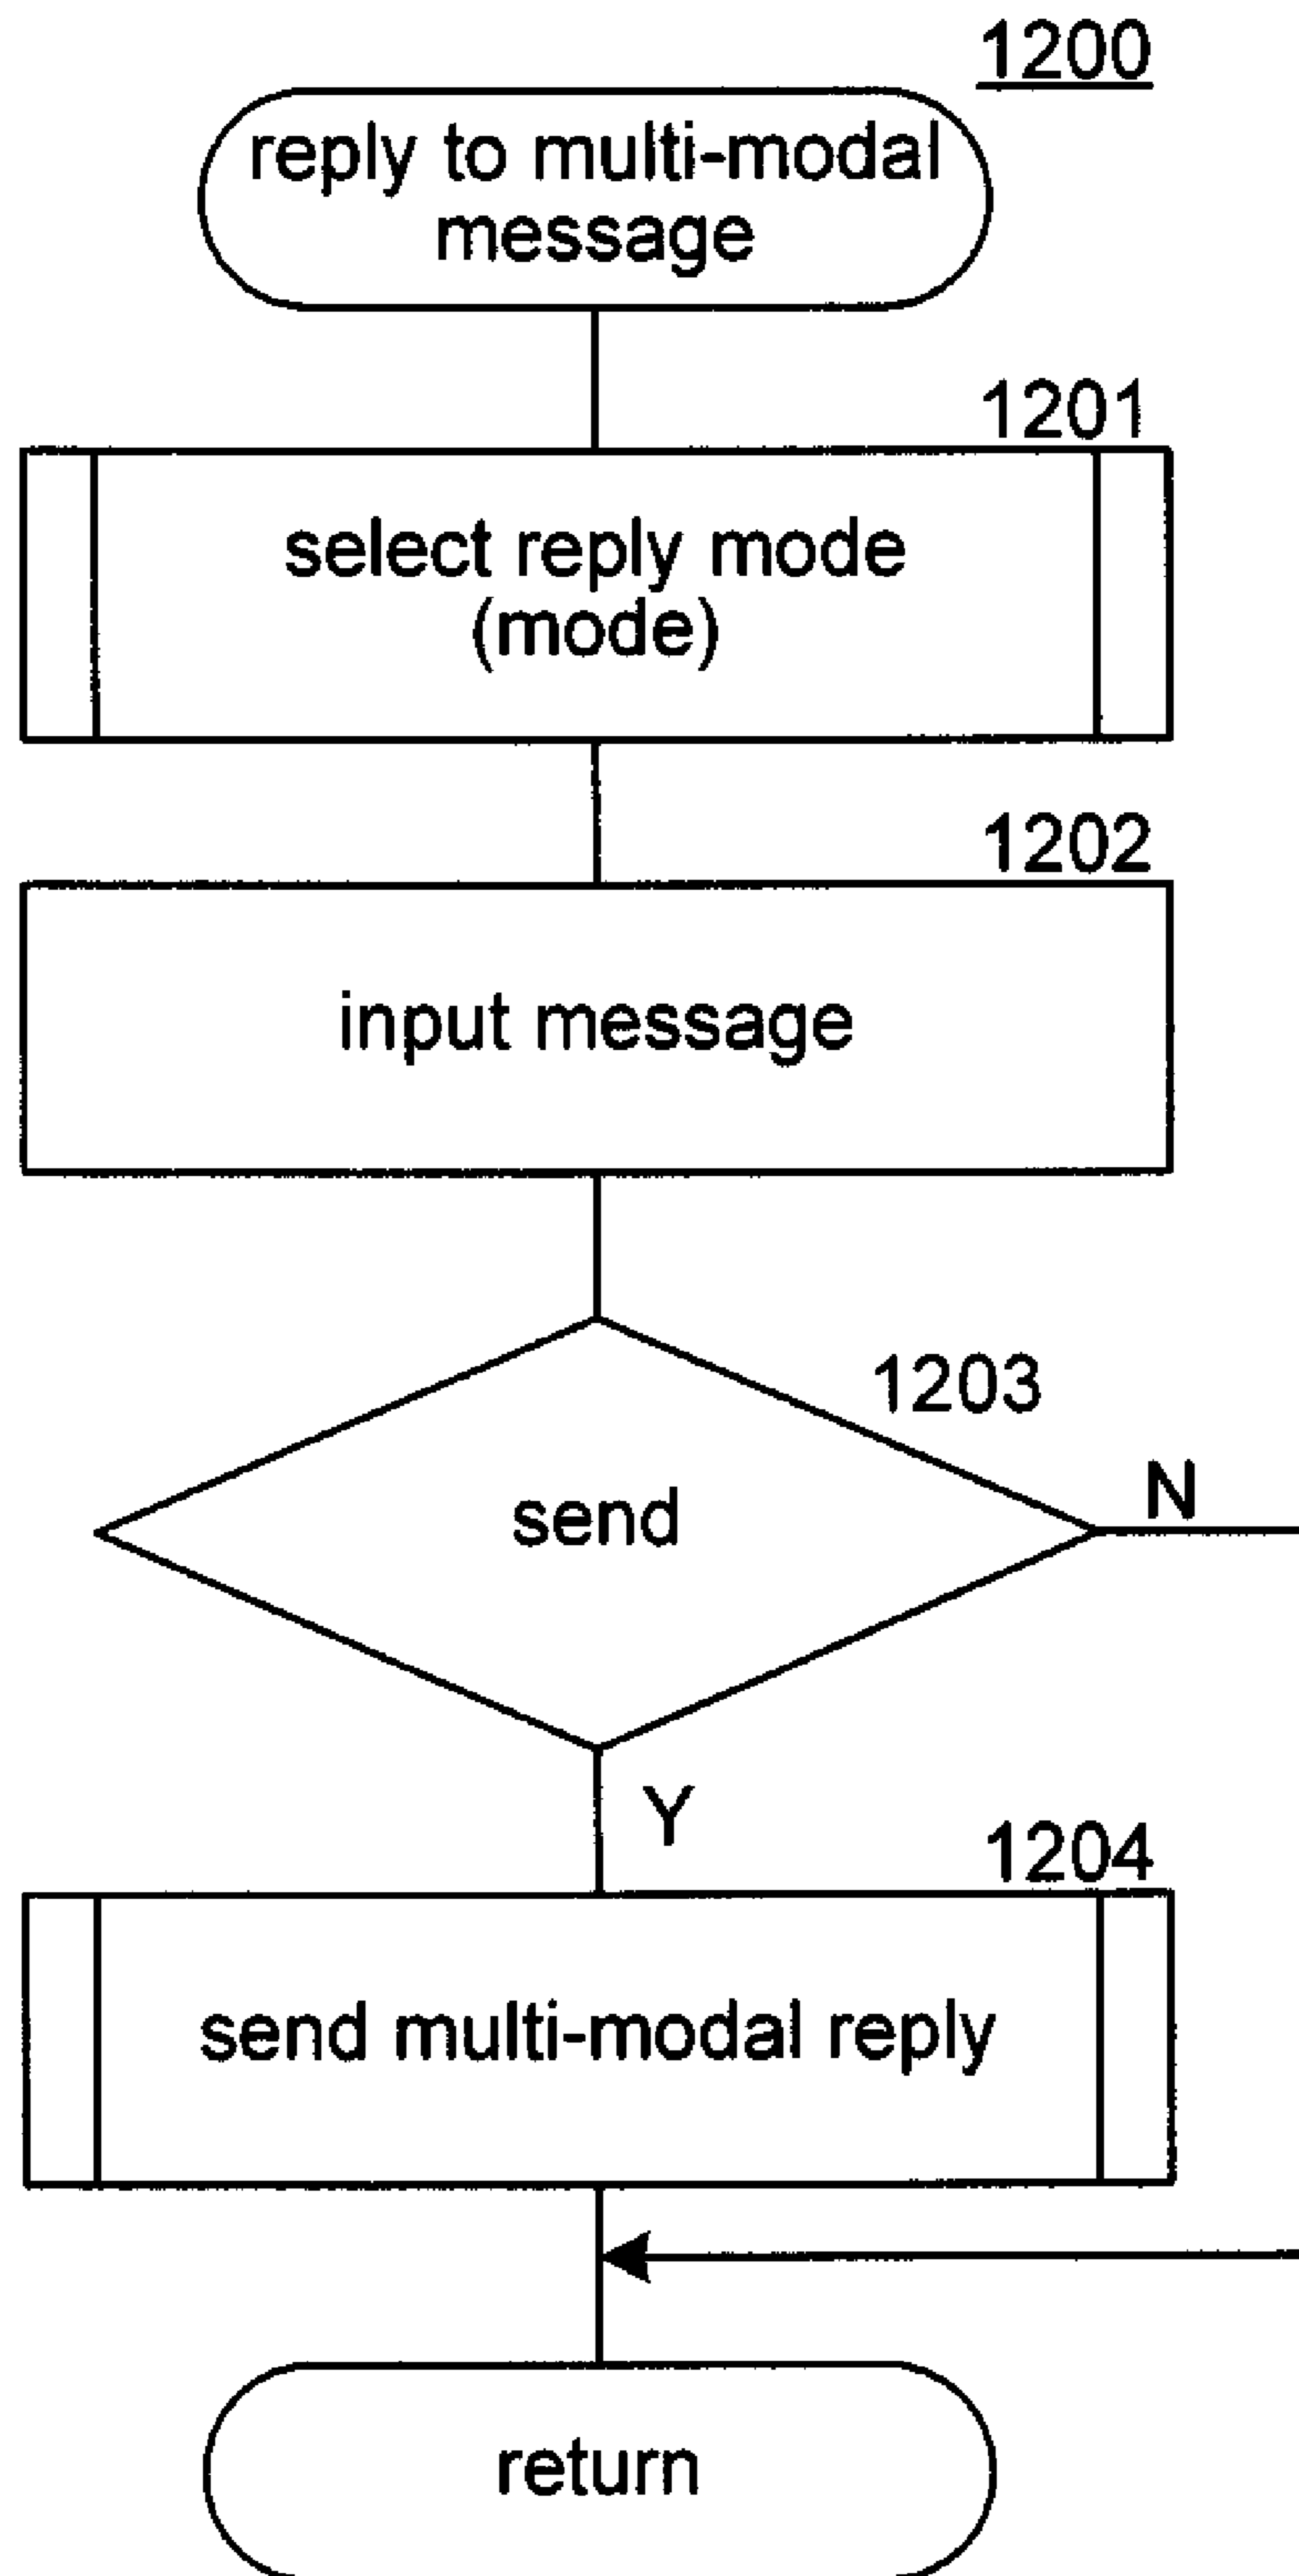 1200
reply to multi-modal
message
1201
select reply mode
(mode)
1202
input message
1203
send
N
Y
1204
send multi-modal reply
return